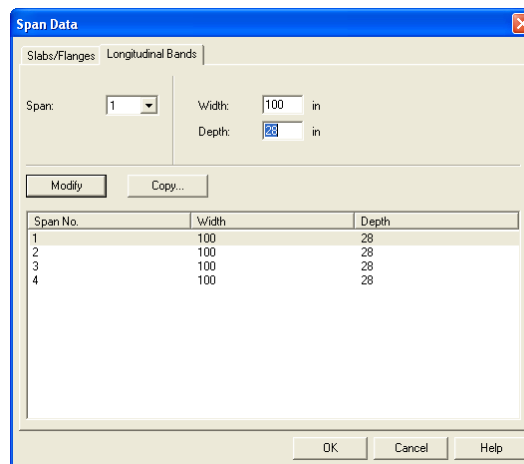 Span Data
Slabs/Flanges Longitudinal Bands
Span: 1 Width: 100 in
Depth: 28 in
Modify Copy...
Span No. Width Depth
1 100 28
2 100 28
3 100 28
4 100 28
OK Cancel Help